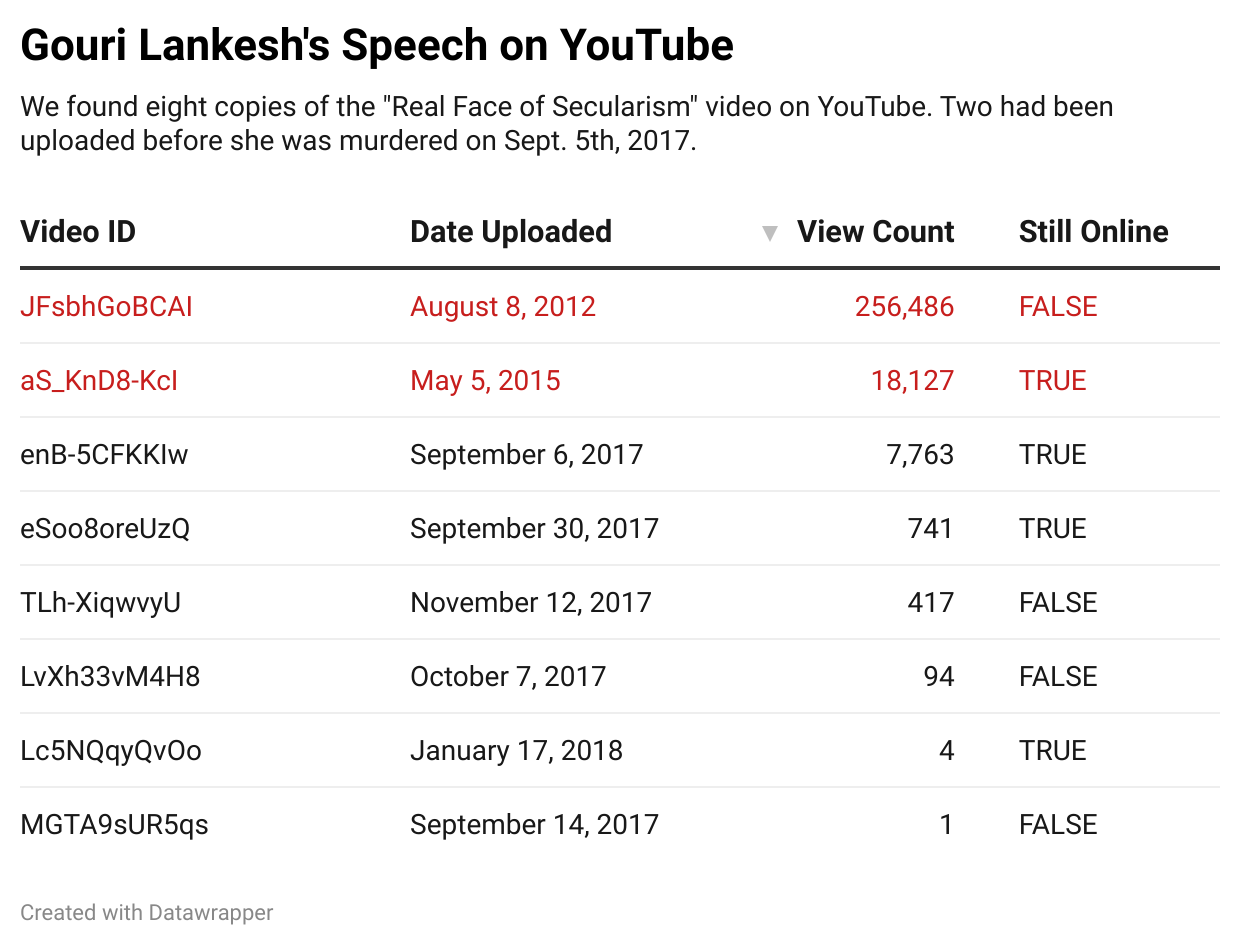 Gouri Lankesh's Speech on YouTube
We found eight copies of the "Real Face of Secularism" video on YouTube. Two had been
uploaded before she was murdered on Sept. 5th, 2017.
Video ID Date Uploaded ▼ View Count Still Online
JFsbhGoBCAI August 8, 2012 256,486 FALSE
aS_KnD8-KcI May 5, 2015 18,127 TRUE
enB-5CFKKIw September 6, 2017 7,763 TRUE
eSoo8oreUzQ September 30, 2017 741 TRUE
TLh-XiqwvyU November 12, 2017 417 FALSE
LvXh33vM4H8 October 7, 2017 94 FALSE
Lc5NQqyQvOo January 17, 2018 4 TRUE
MGTA9sUR5qs September 14, 2017 1 FALSE
Created with Datawrapper